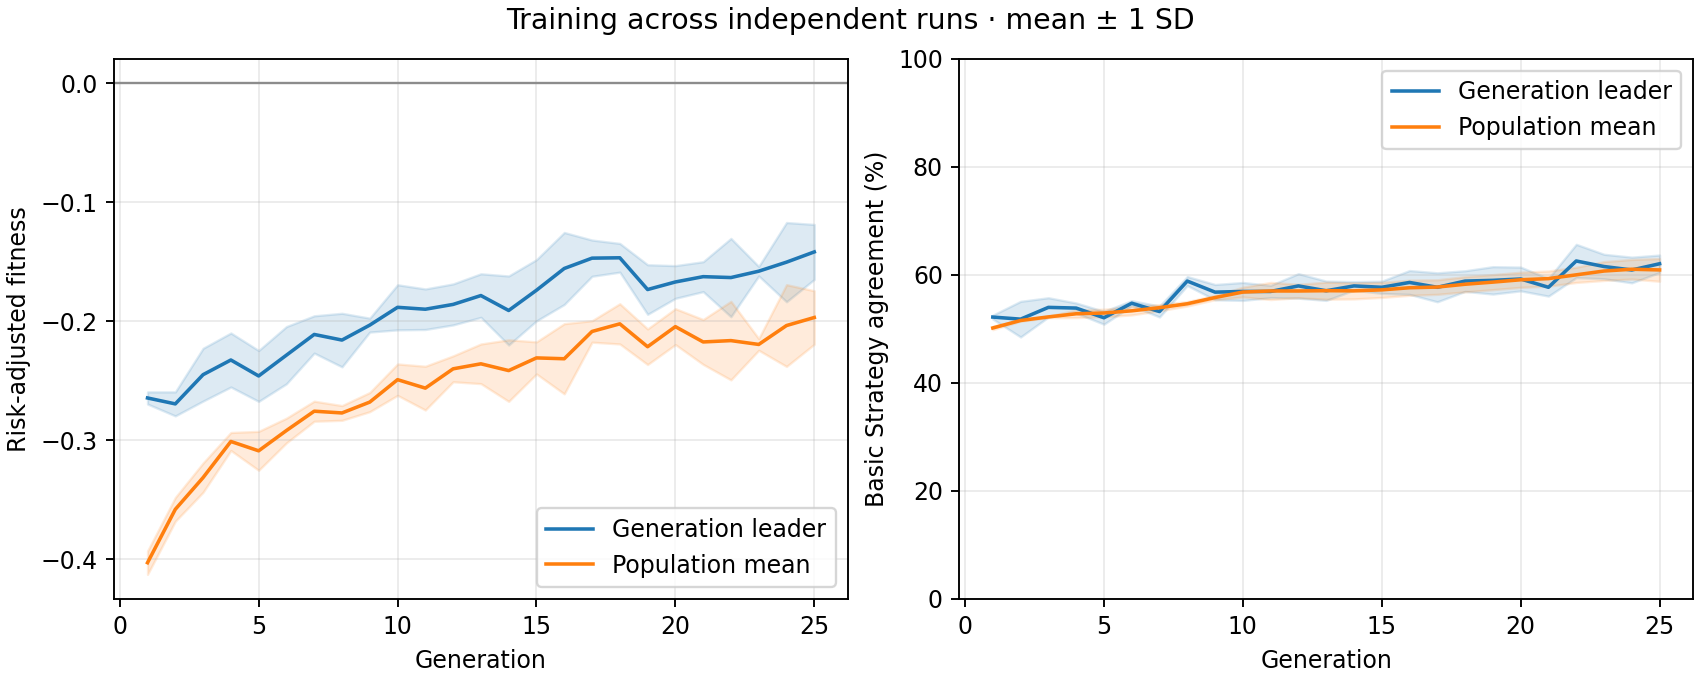 Training across independent runs · mean ± 1 SD
Risk-adjusted fitness
0.0
−0.1
−0.2
−0.3
−0.4
0
5
10
15
20
25
Generation
Generation leader
Population mean
Basic Strategy agreement (%)
100
80
60
40
20
0
0
5
10
15
20
25
Generation
Generation leader
Population mean